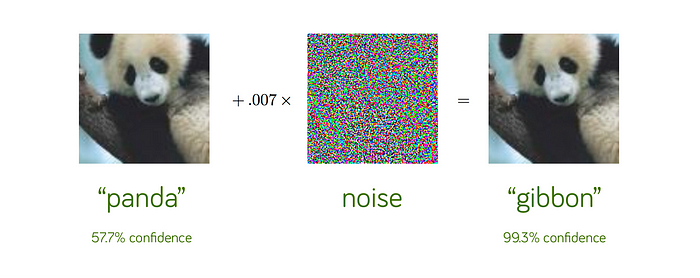 + .007 × =
“panda” noise “gibbon”
57.7% confidence 99.3% confidence